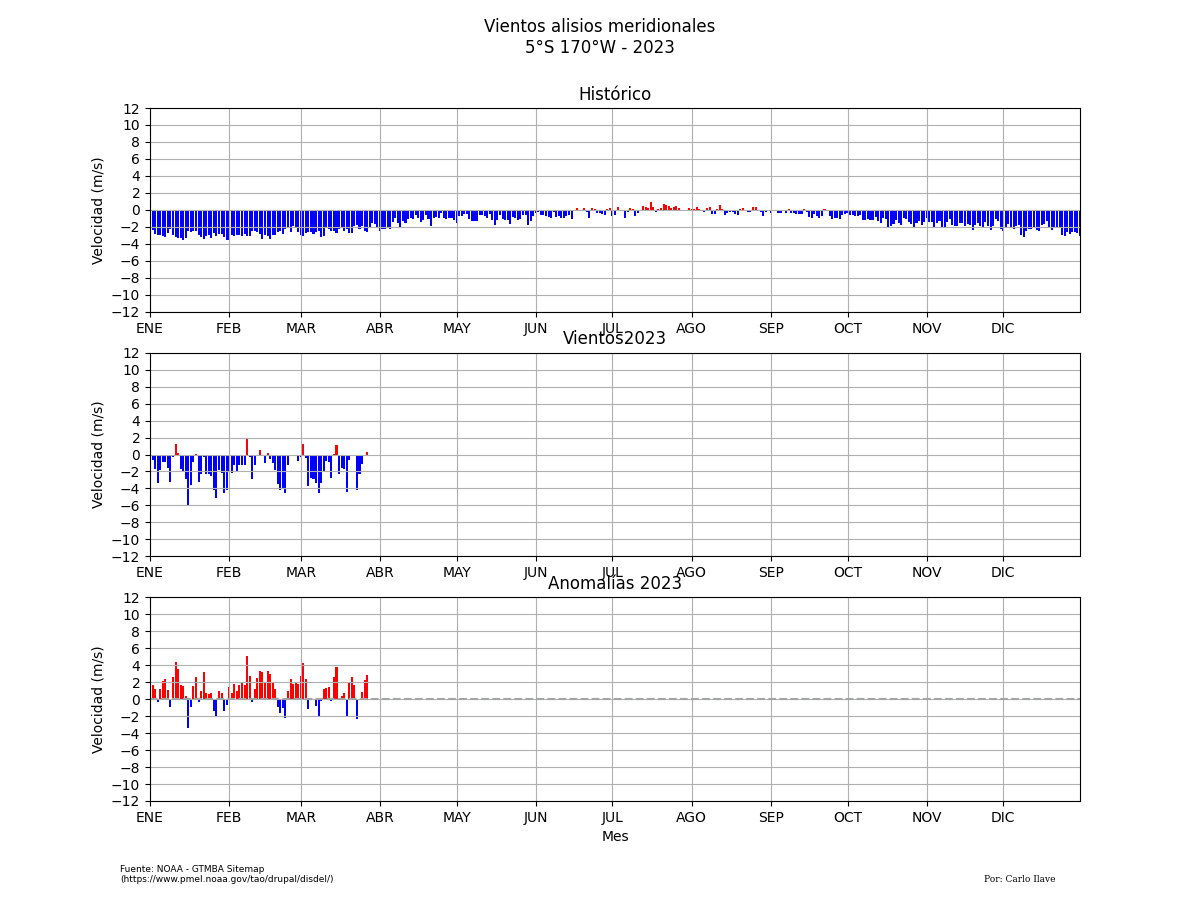 Vientos alisios meridionales
5°S 170°W - 2023
Histórico
Velocidad (m/s)
12
10
8
6
4
2
0
−2
−4
−6
−8
−10
−12
ENE FEB MAR ABR MAY JUN JUL AGO SEP OCT NOV DIC
Vientos2023
Velocidad (m/s)
12
10
8
6
4
2
0
−2
−4
−6
−8
−10
−12
ENE FEB MAR ABR MAY JUN JUL AGO SEP OCT NOV DIC
Anomalías 2023
Velocidad (m/s)
12
10
8
6
4
2
0
−2
−4
−6
−8
−10
−12
ENE FEB MAR ABR MAY JUN JUL AGO SEP OCT NOV DIC
Mes
Fuente: NOAA - GTMBA Sitemap
(https://www.pmel.noaa.gov/tao/drupal/disdel/)
Por: Carlo Ilave